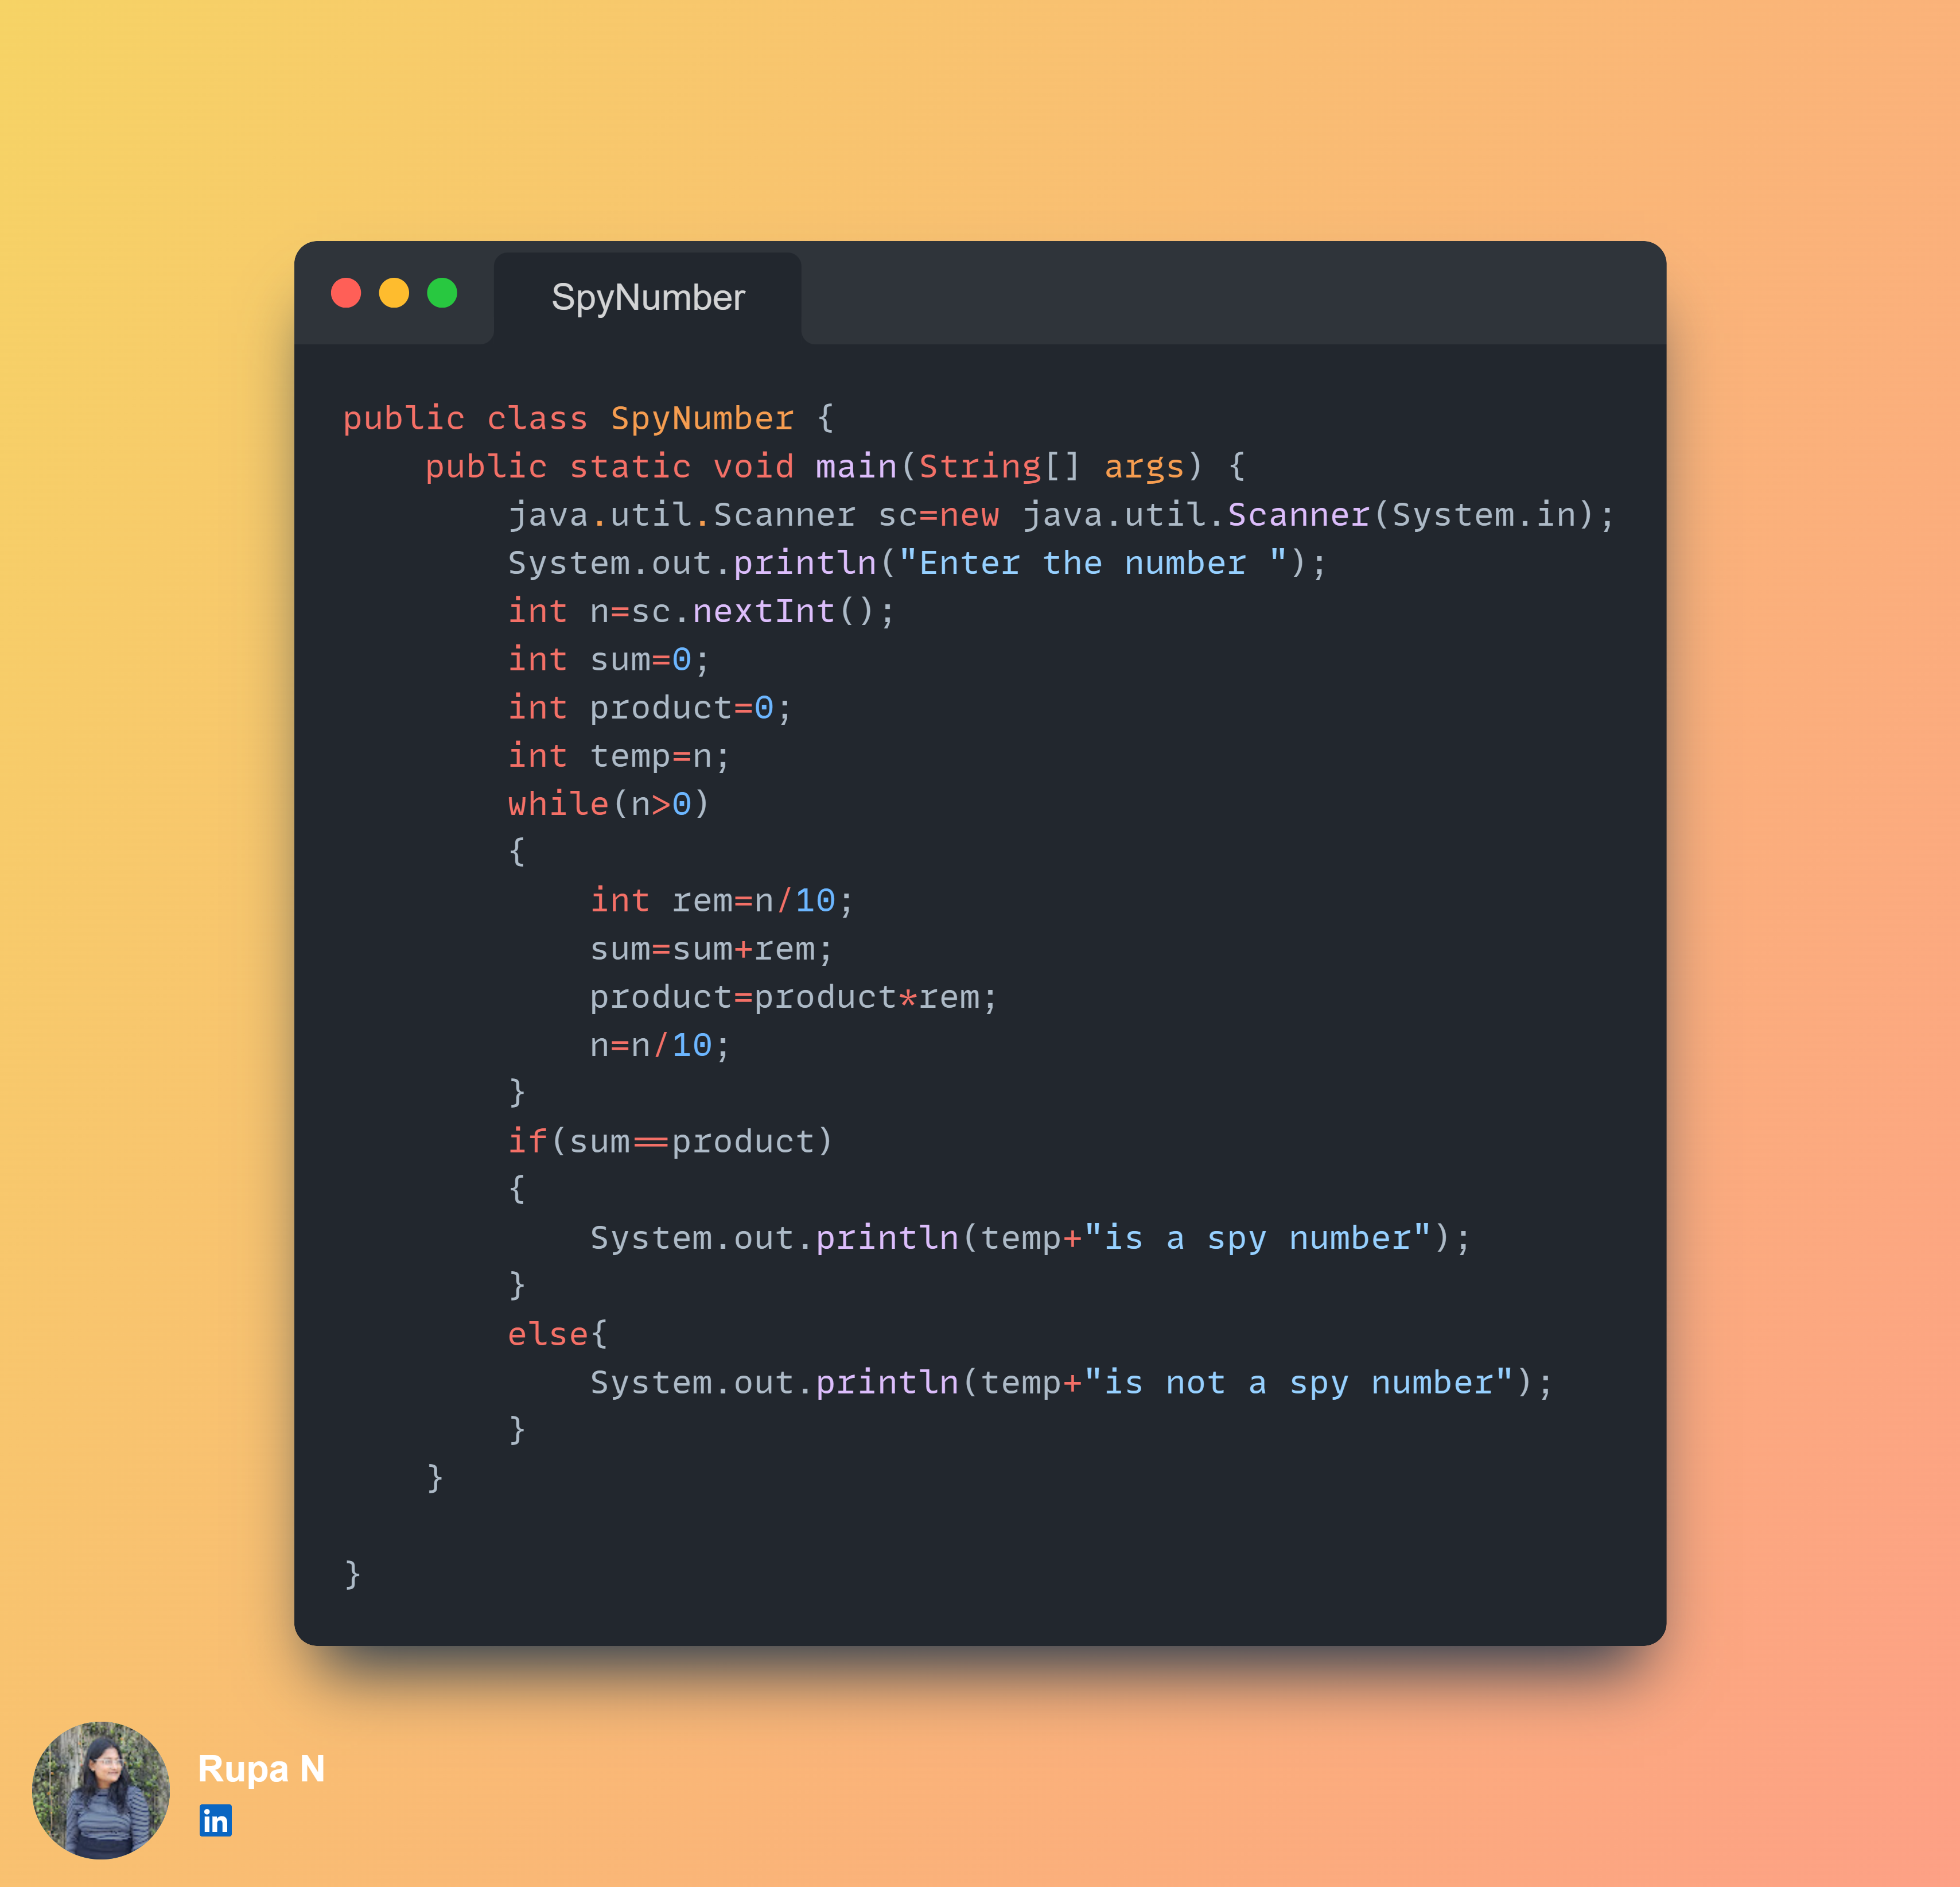 SpyNumber
public class SpyNumber {
    public static void main(String[] args) {
        java.util.Scanner sc=new java.util.Scanner(System.in);
        System.out.println("Enter the number ");
        int n=sc.nextInt();
        int sum=0;
        int product=0;
        int temp=n;
        while(n>0)
        {
            int rem=n/10;
            sum=sum+rem;
            product=product*rem;
            n=n/10;
        }
        if(sum==product)
        {
            System.out.println(temp+"is a spy number");
        }
        else{
            System.out.println(temp+"is not a spy number");
        }
    }
}
Rupa N
in